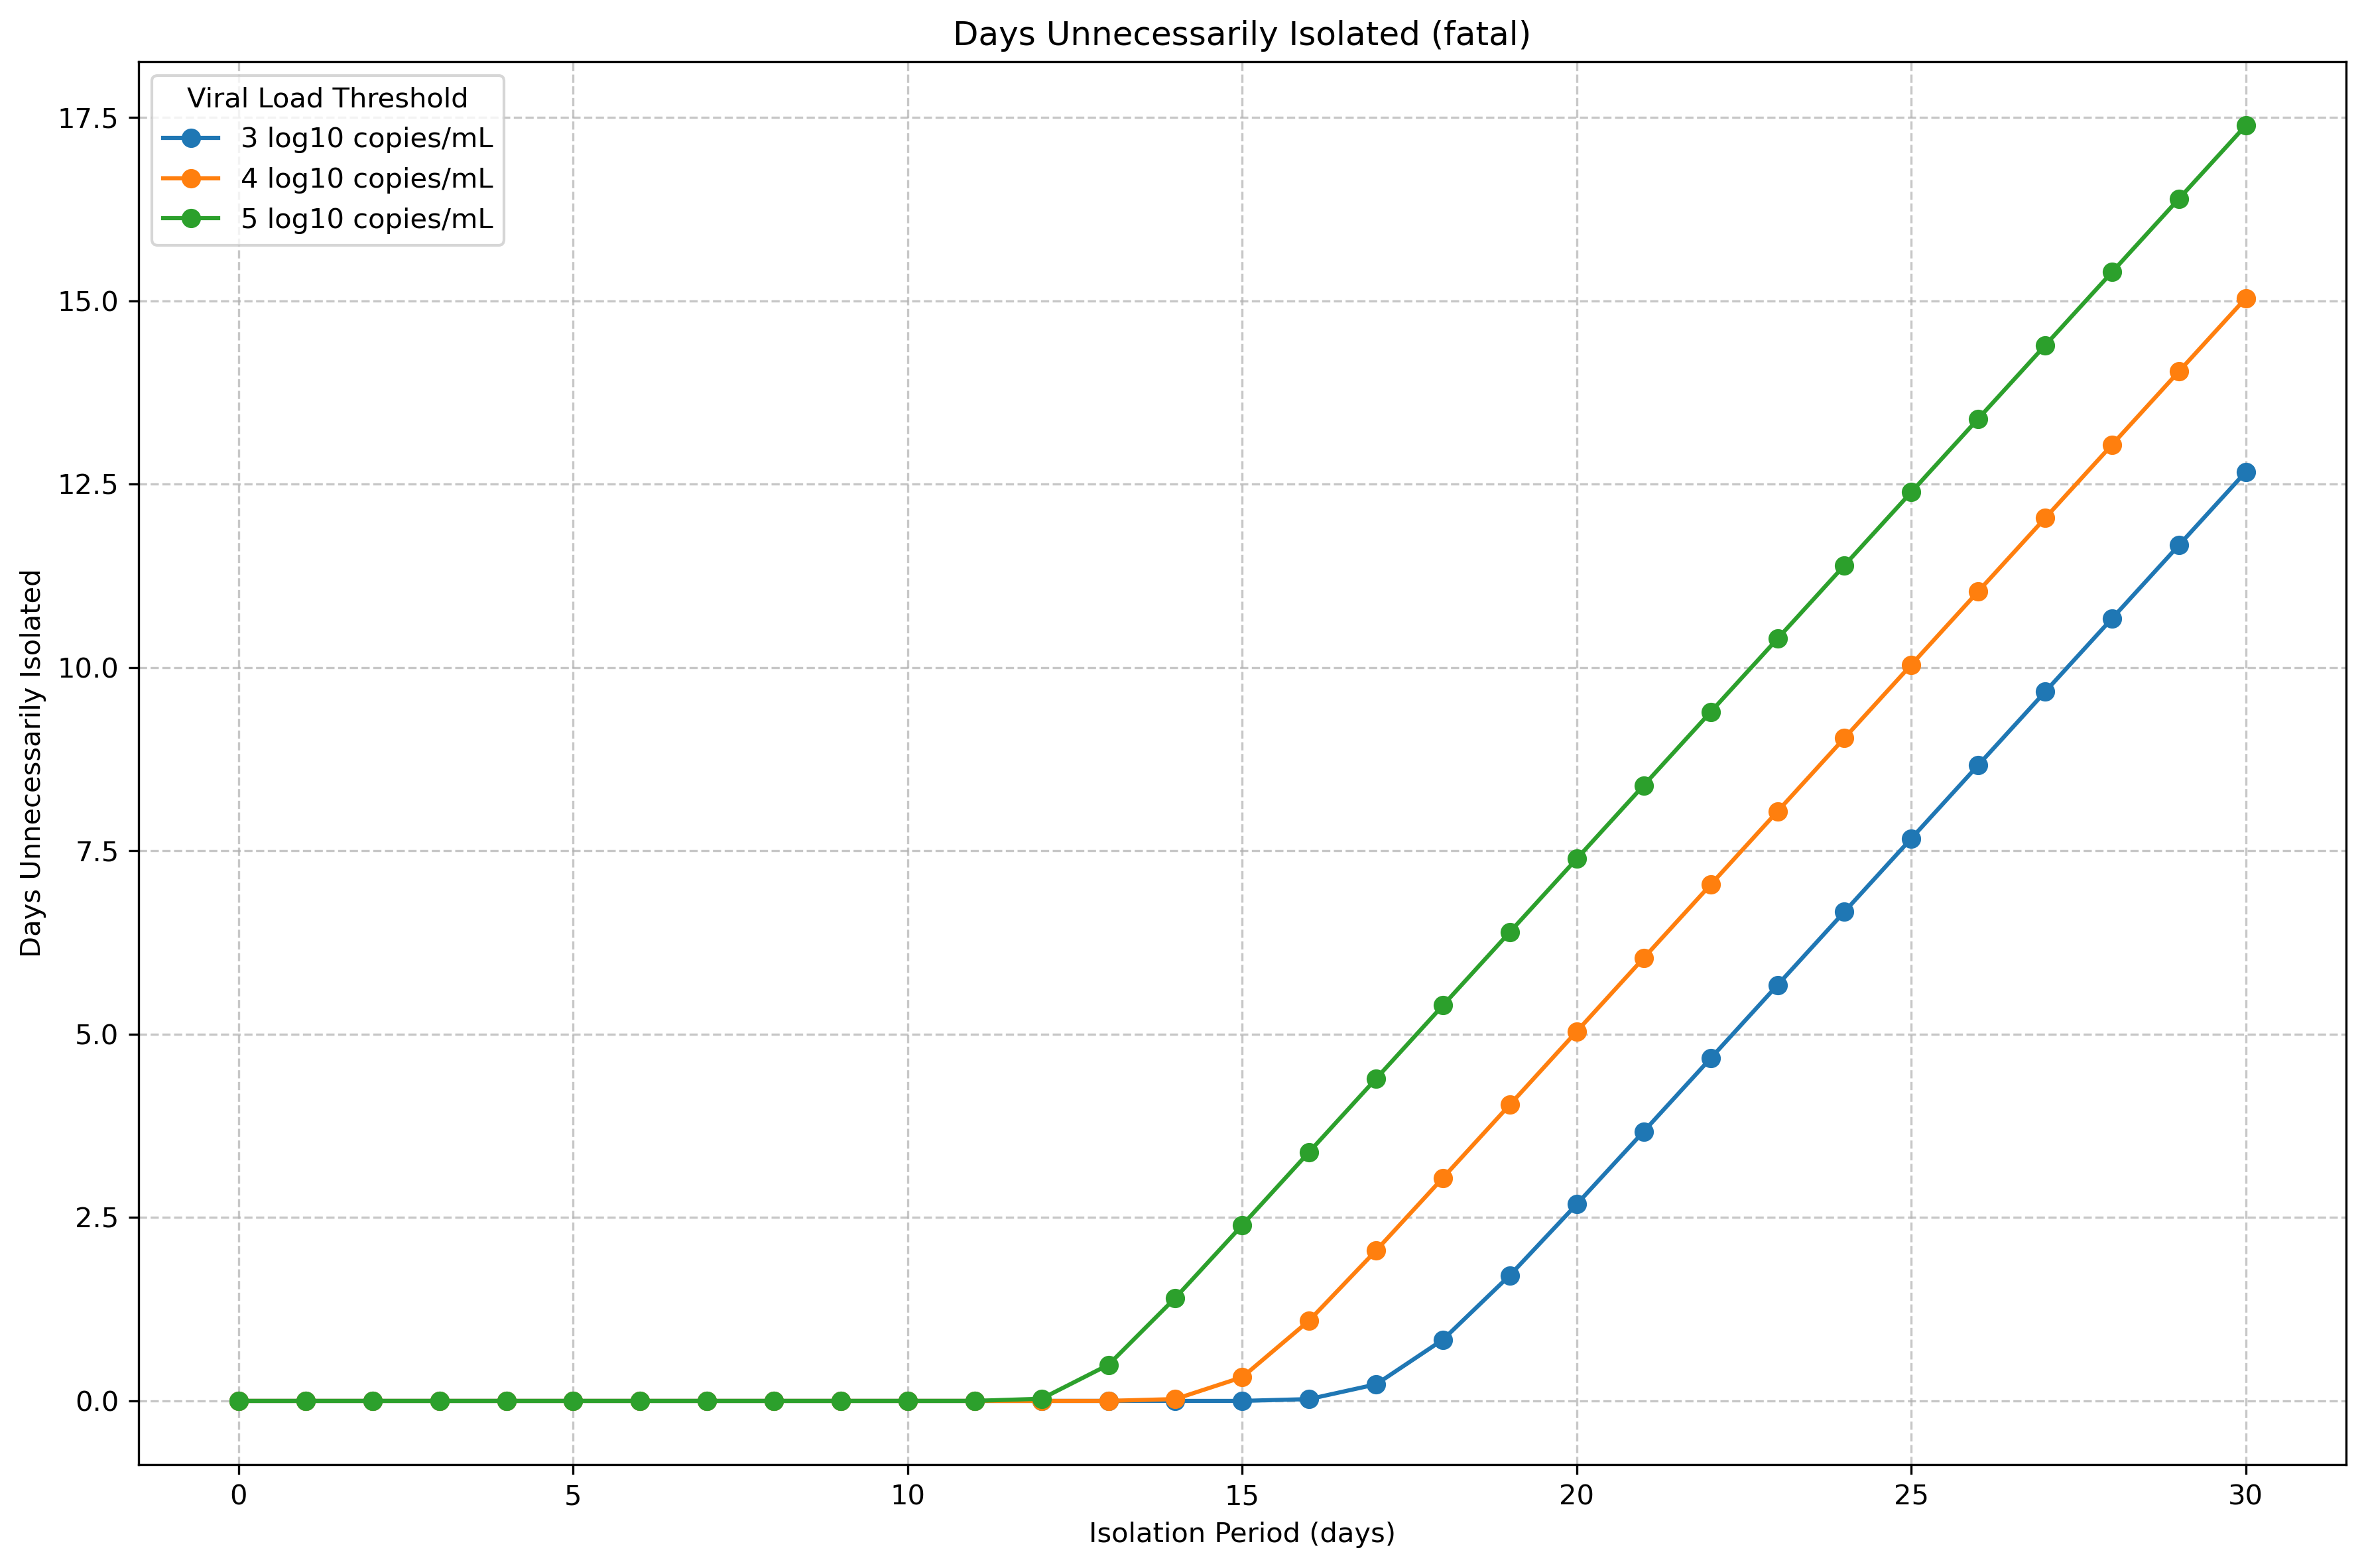 Days Unnecessarily Isolated (fatal)
Viral Load Threshold
3 log10 copies/mL
4 log10 copies/mL
5 log10 copies/mL
Days Unnecessarily Isolated
17.5
15.0
12.5
10.0
7.5
5.0
2.5
0.0
0 5 10 15 20 25 30
Isolation Period (days)